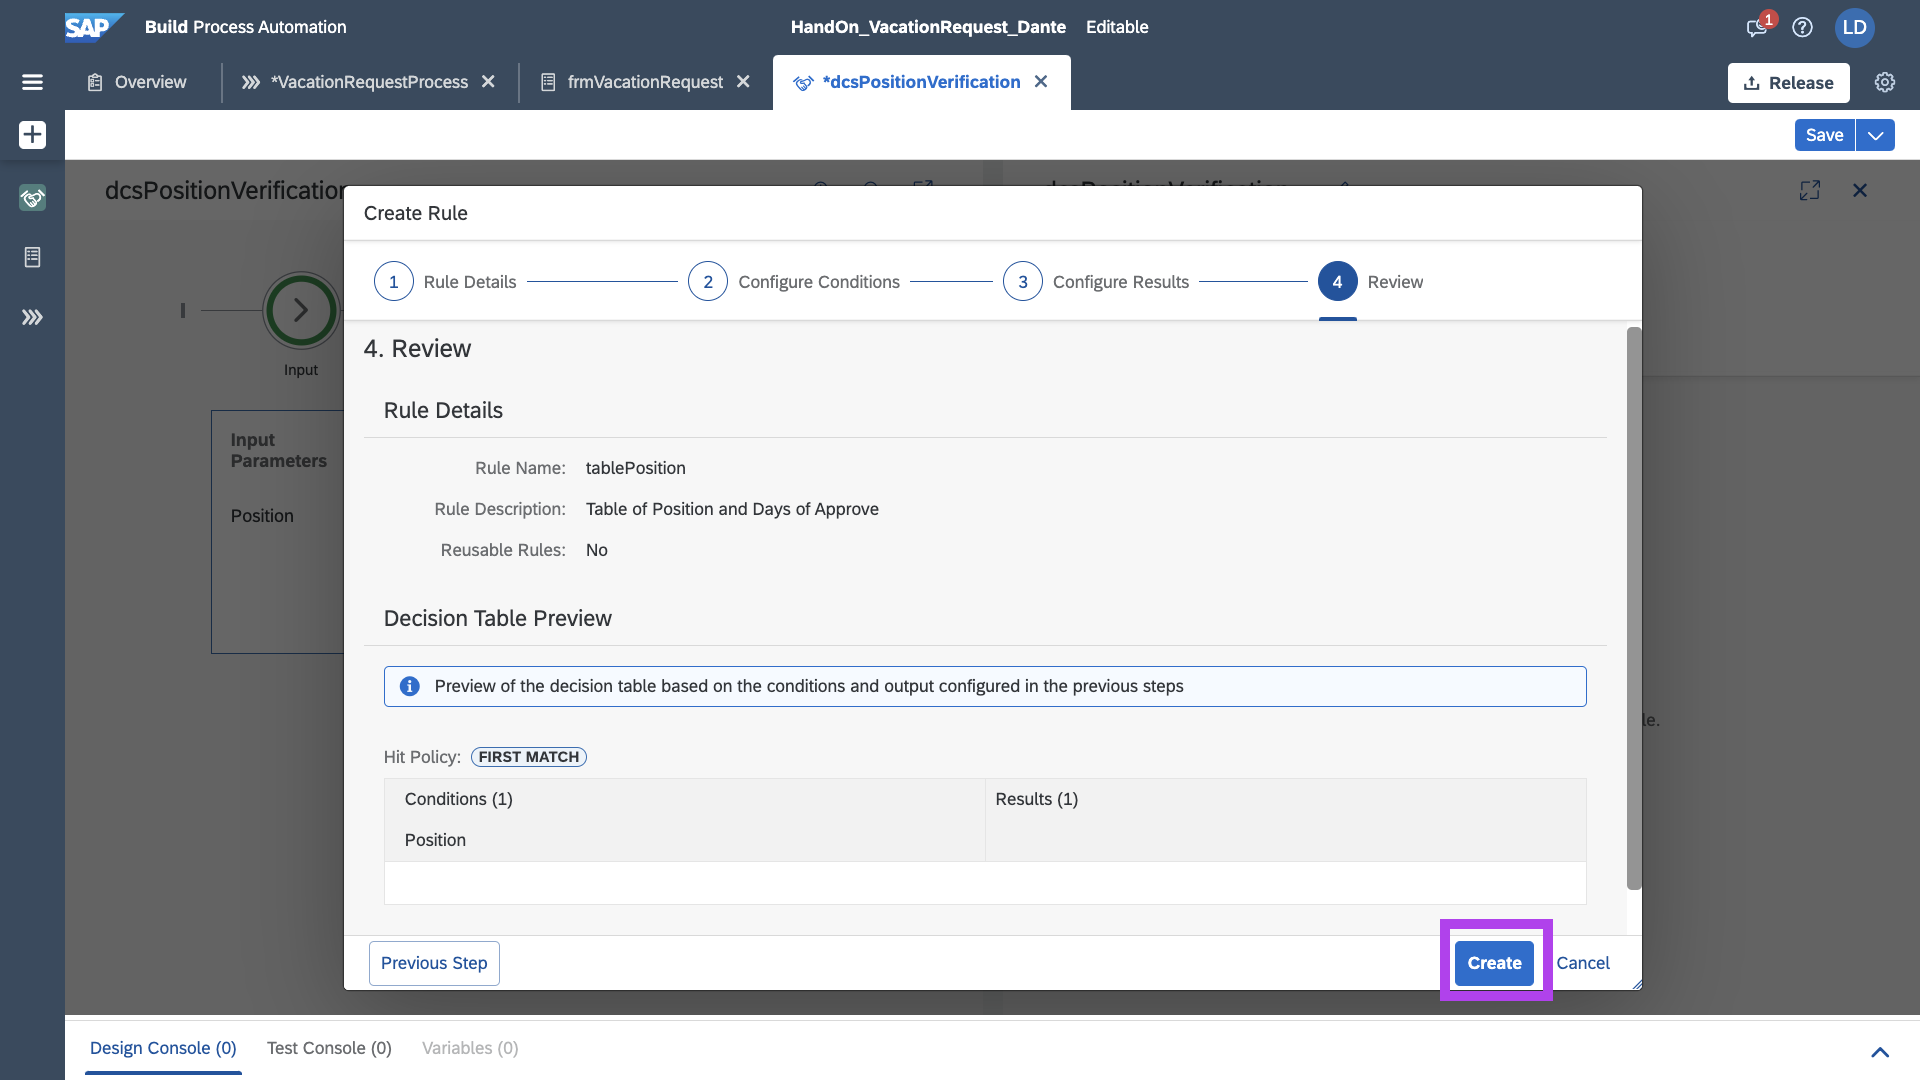 SAP Build Process Automation
HandOn_VacationRequest_Dante Editable
1
LD
Overview
*VacationRequestProcess
frmVacationRequest
*dcsPositionVerification
Release
Save
dcsPositionVerification
Create Rule
1 Rule Details
2 Configure Conditions
3 Configure Results
4 Review
Input
Input
Parameters
Position
4. Review
Rule Details
Rule Name: tablePosition
Rule Description: Table of Position and Days of Approve
Reusable Rules: No
Decision Table Preview
Preview of the decision table based on the conditions and output configured in the previous steps
le.
Hit Policy: FIRST MATCH
Conditions (1) Results (1)
Position
Previous Step Create Cancel
Design Console (0) Test Console (0) Variables (0)